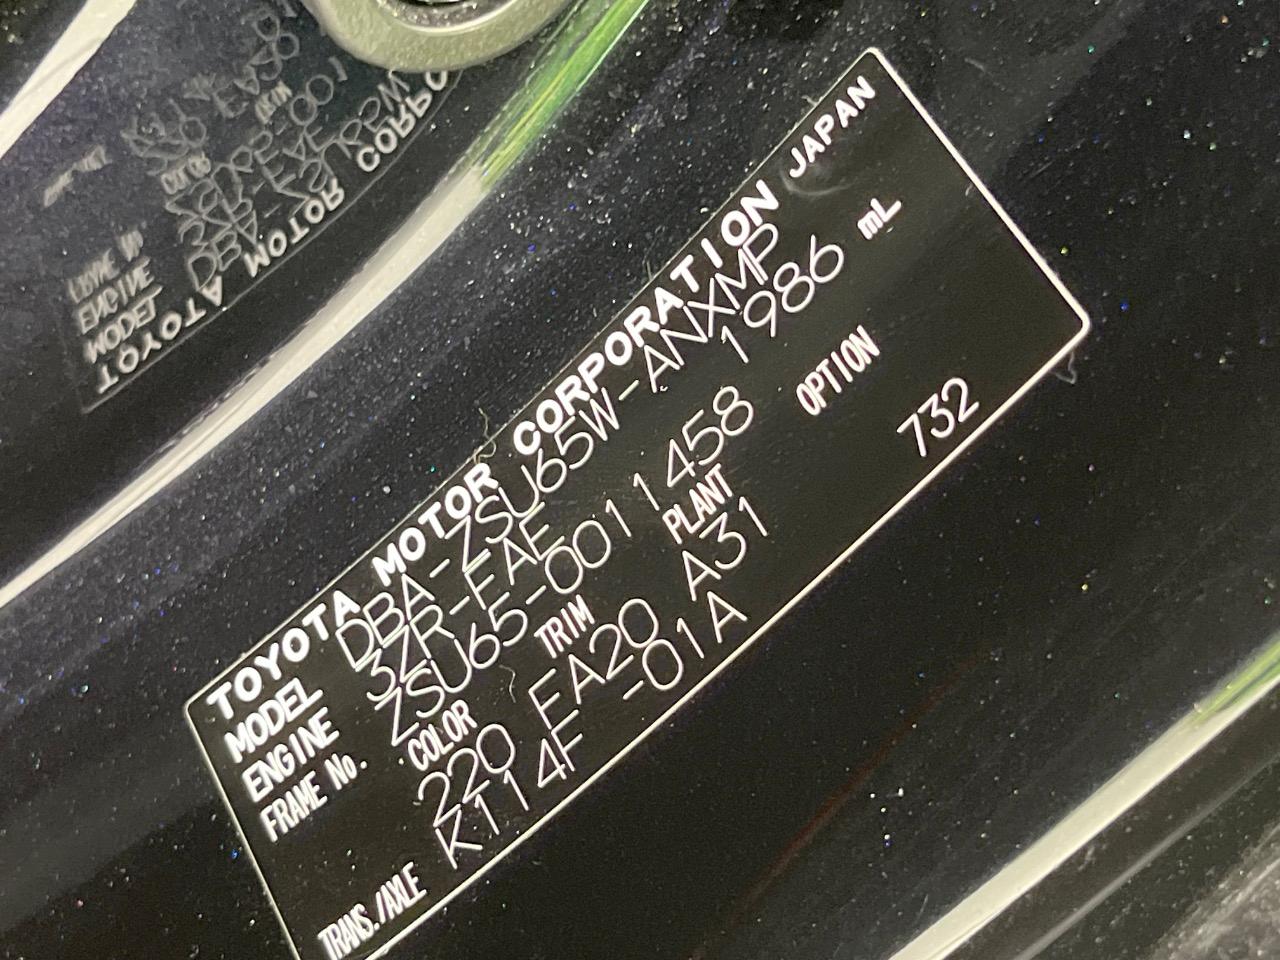 TOYOTA MOTOR CORPORATION JAPAN
MODEL DBA-ZSU65W-ANXMP
ENGINE 3ZR-FAE 1986 mL
FRAME No. ZSU65-0011458
COLOR TRIM PLANT OPTION
220 FA20 A31 732
TRANS./AXLE K114F -01A